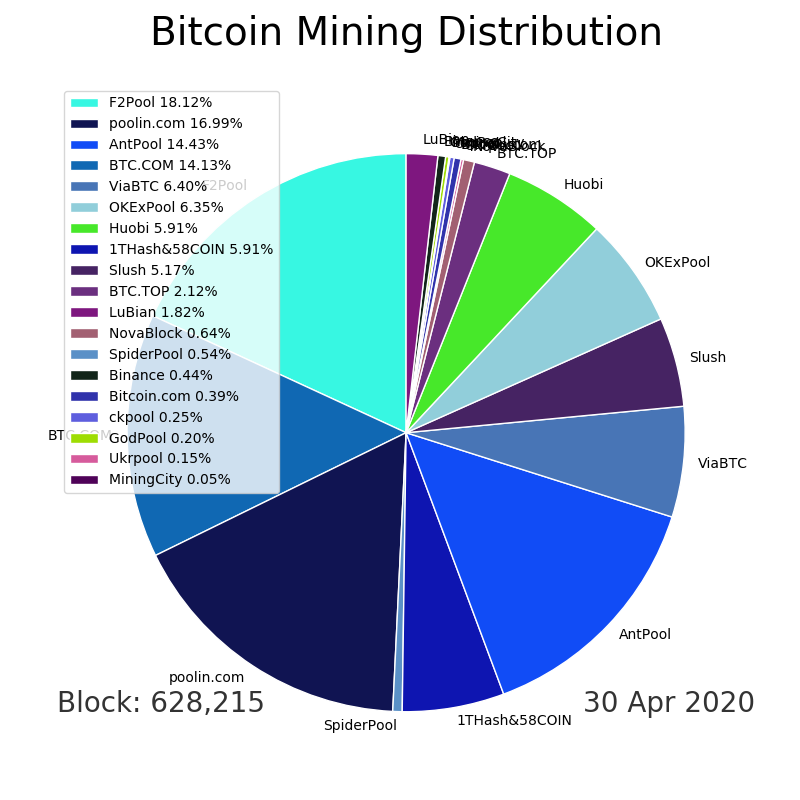 Bitcoin Mining Distribution
F2Pool 18.12%
poolin.com 16.99%
AntPool 14.43%
BTC.COM 14.13%
ViaBTC 6.40%
OKExPool 6.35%
Huobi 5.91%
1THash&58COIN 5.91%
Slush 5.17%
BTC.TOP 2.12%
LuBian 1.82%
NovaBlock 0.64%
SpiderPool 0.54%
Binance 0.44%
Bitcoin.com 0.39%
ckpool 0.25%
GodPool 0.20%
Ukrpool 0.15%
MiningCity 0.05%
F2Pool
BTC.COM
poolin.com
SpiderPool
1THash&58COIN
AntPool
ViaBTC
Slush
OKExPool
Huobi
BTC.TOP
LuBian
Block: 628,215
30 Apr 2020